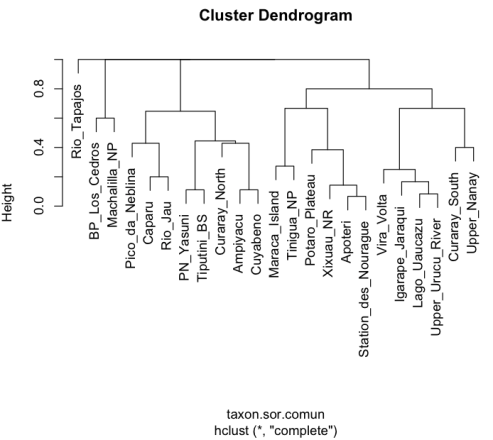 Cluster Dendrogram
Height
0.8
0.4
0.0
Rio_Tapajos
BP_Los_Cedros
Machalilla_NP
Pico_da_Neblina
Caparu
Rio_Jau
PN_Yasuni
Tiputini_BS
Curaray_North
Ampiyacu
Cuyabeno
Maraca_Island
Tinigua_NP
Potaro_Plateau
Xixuau_NR
Apoteri
Station_des_Nourague
Vira_Volta
Igarape_Jaraqui
Lago_Uaucazu
Upper_Urucu_River
Curaray_South
Upper_Nanay
taxon.sor.comun
hclust (*, "complete")